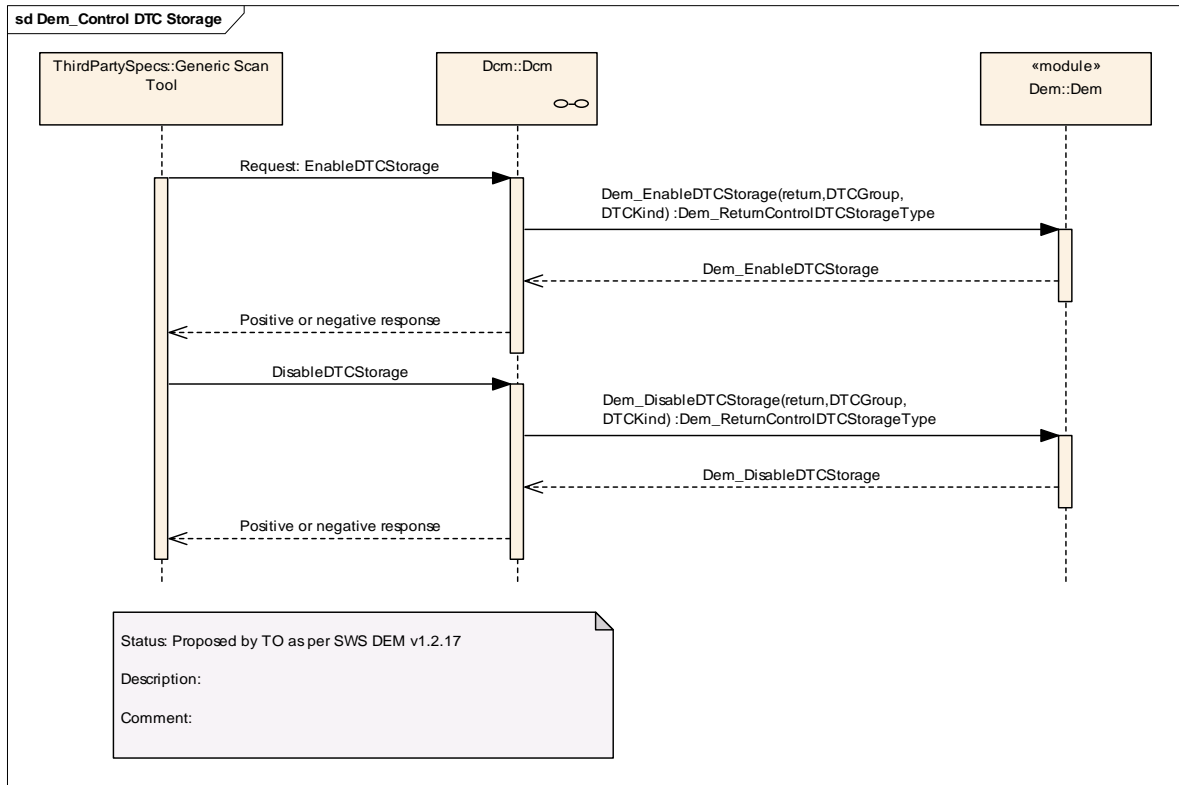 sd Dem_Control DTC Storage
ThirdPartySpecs::Generic Scan
Tool
Dcm::Dcm
«module»
Dem::Dem
Request: EnableDTCStorage
Dem_EnableDTCStorage(return,DTCGroup,
DTCKind) :Dem_ReturnControlDTCStorageType
Dem_EnableDTCStorage
Positive or negative response
DisableDTCStorage
Dem_DisableDTCStorage(return,DTCGroup,
DTCKind) :Dem_ReturnControlDTCStorageType
Dem_DisableDTCStorage
Positive or negative response
Status: Proposed by TO as per SWS DEM v1.2.17
Description:
Comment: